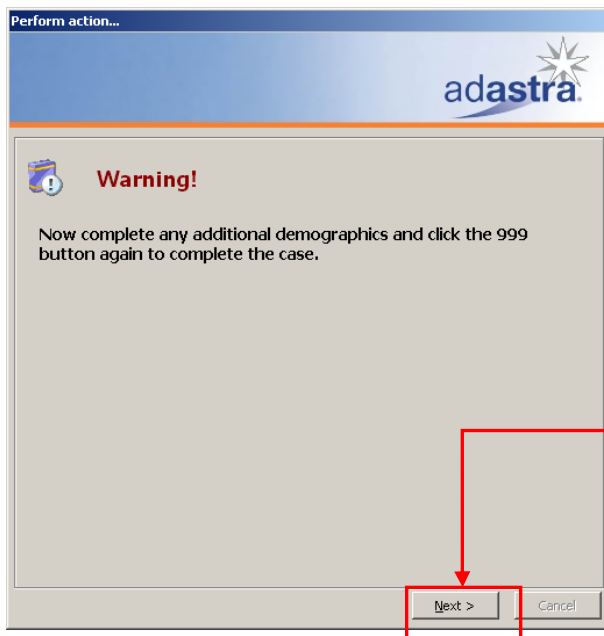 Perform action...
adastra
Warning!
Now complete any additional demographics and click the 999
button again to complete the case.
Next >
Cancel